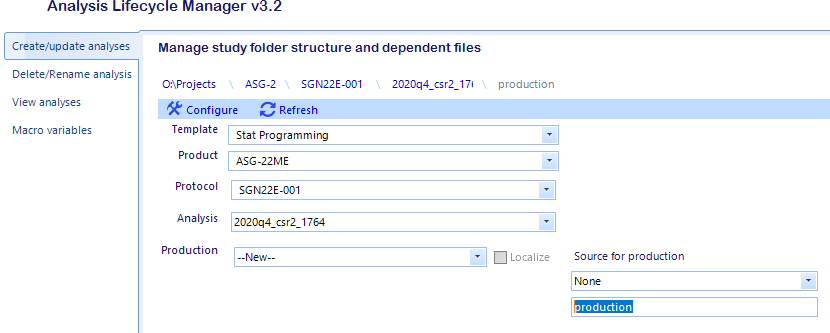 Analysis Lifecycle Manager v3.2
Create/update analyses
Delete/Rename analysis
View analyses
Macro variables
Manage study folder structure and dependent files
O:\Projects \ ASG-2 \ SGN22E-001 \ 2020q4_csr2_176 \ production
Configure Refresh
Template Stat Programming
Product ASG-22ME
Protocol SGN22E-001
Analysis 2020q4_csr2_1764
Production --New-- Localize
Source for production
None
production